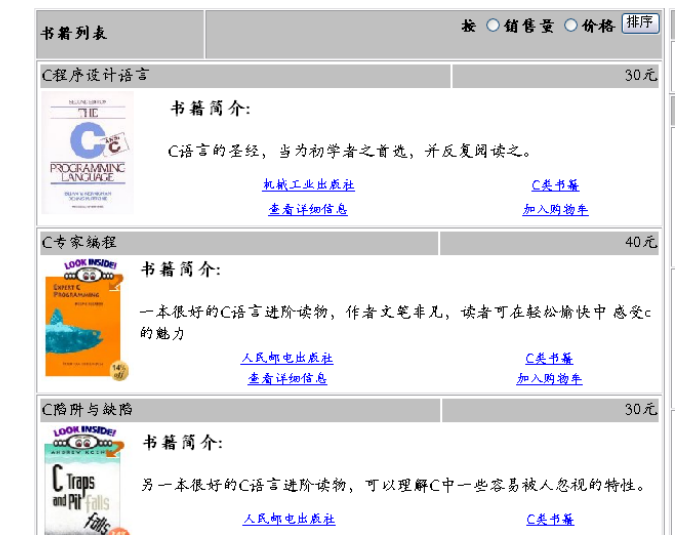 书籍列表
按 销售量 价格 排序
C程序设计语言 30元
THE
C
ANSI
PROGRAMMING
LANGUAGE
书籍简介:
C语言的圣经，当为初学者之首选，并反复阅读之。
机械工业出版社 C类书籍
查看详细信息 加入购物车
C专家编程 40元
LOOK INSIDE!
EXPERT C
PROGRAMMING
书籍简介:
一本很好的C语言进阶读物，作者文笔非凡，读者可在轻松愉快中 感受c
的魅力
人民邮电出版社 C类书籍
查看详细信息 加入购物车
C陷阱与缺陷 30元
LOOK INSIDE!
C Traps
and Pitfalls
falls
书籍简介:
另一本很好的C语言进阶读物，可以理解C中一些容易被人忽视的特性。
人民邮电出版社 C类书籍